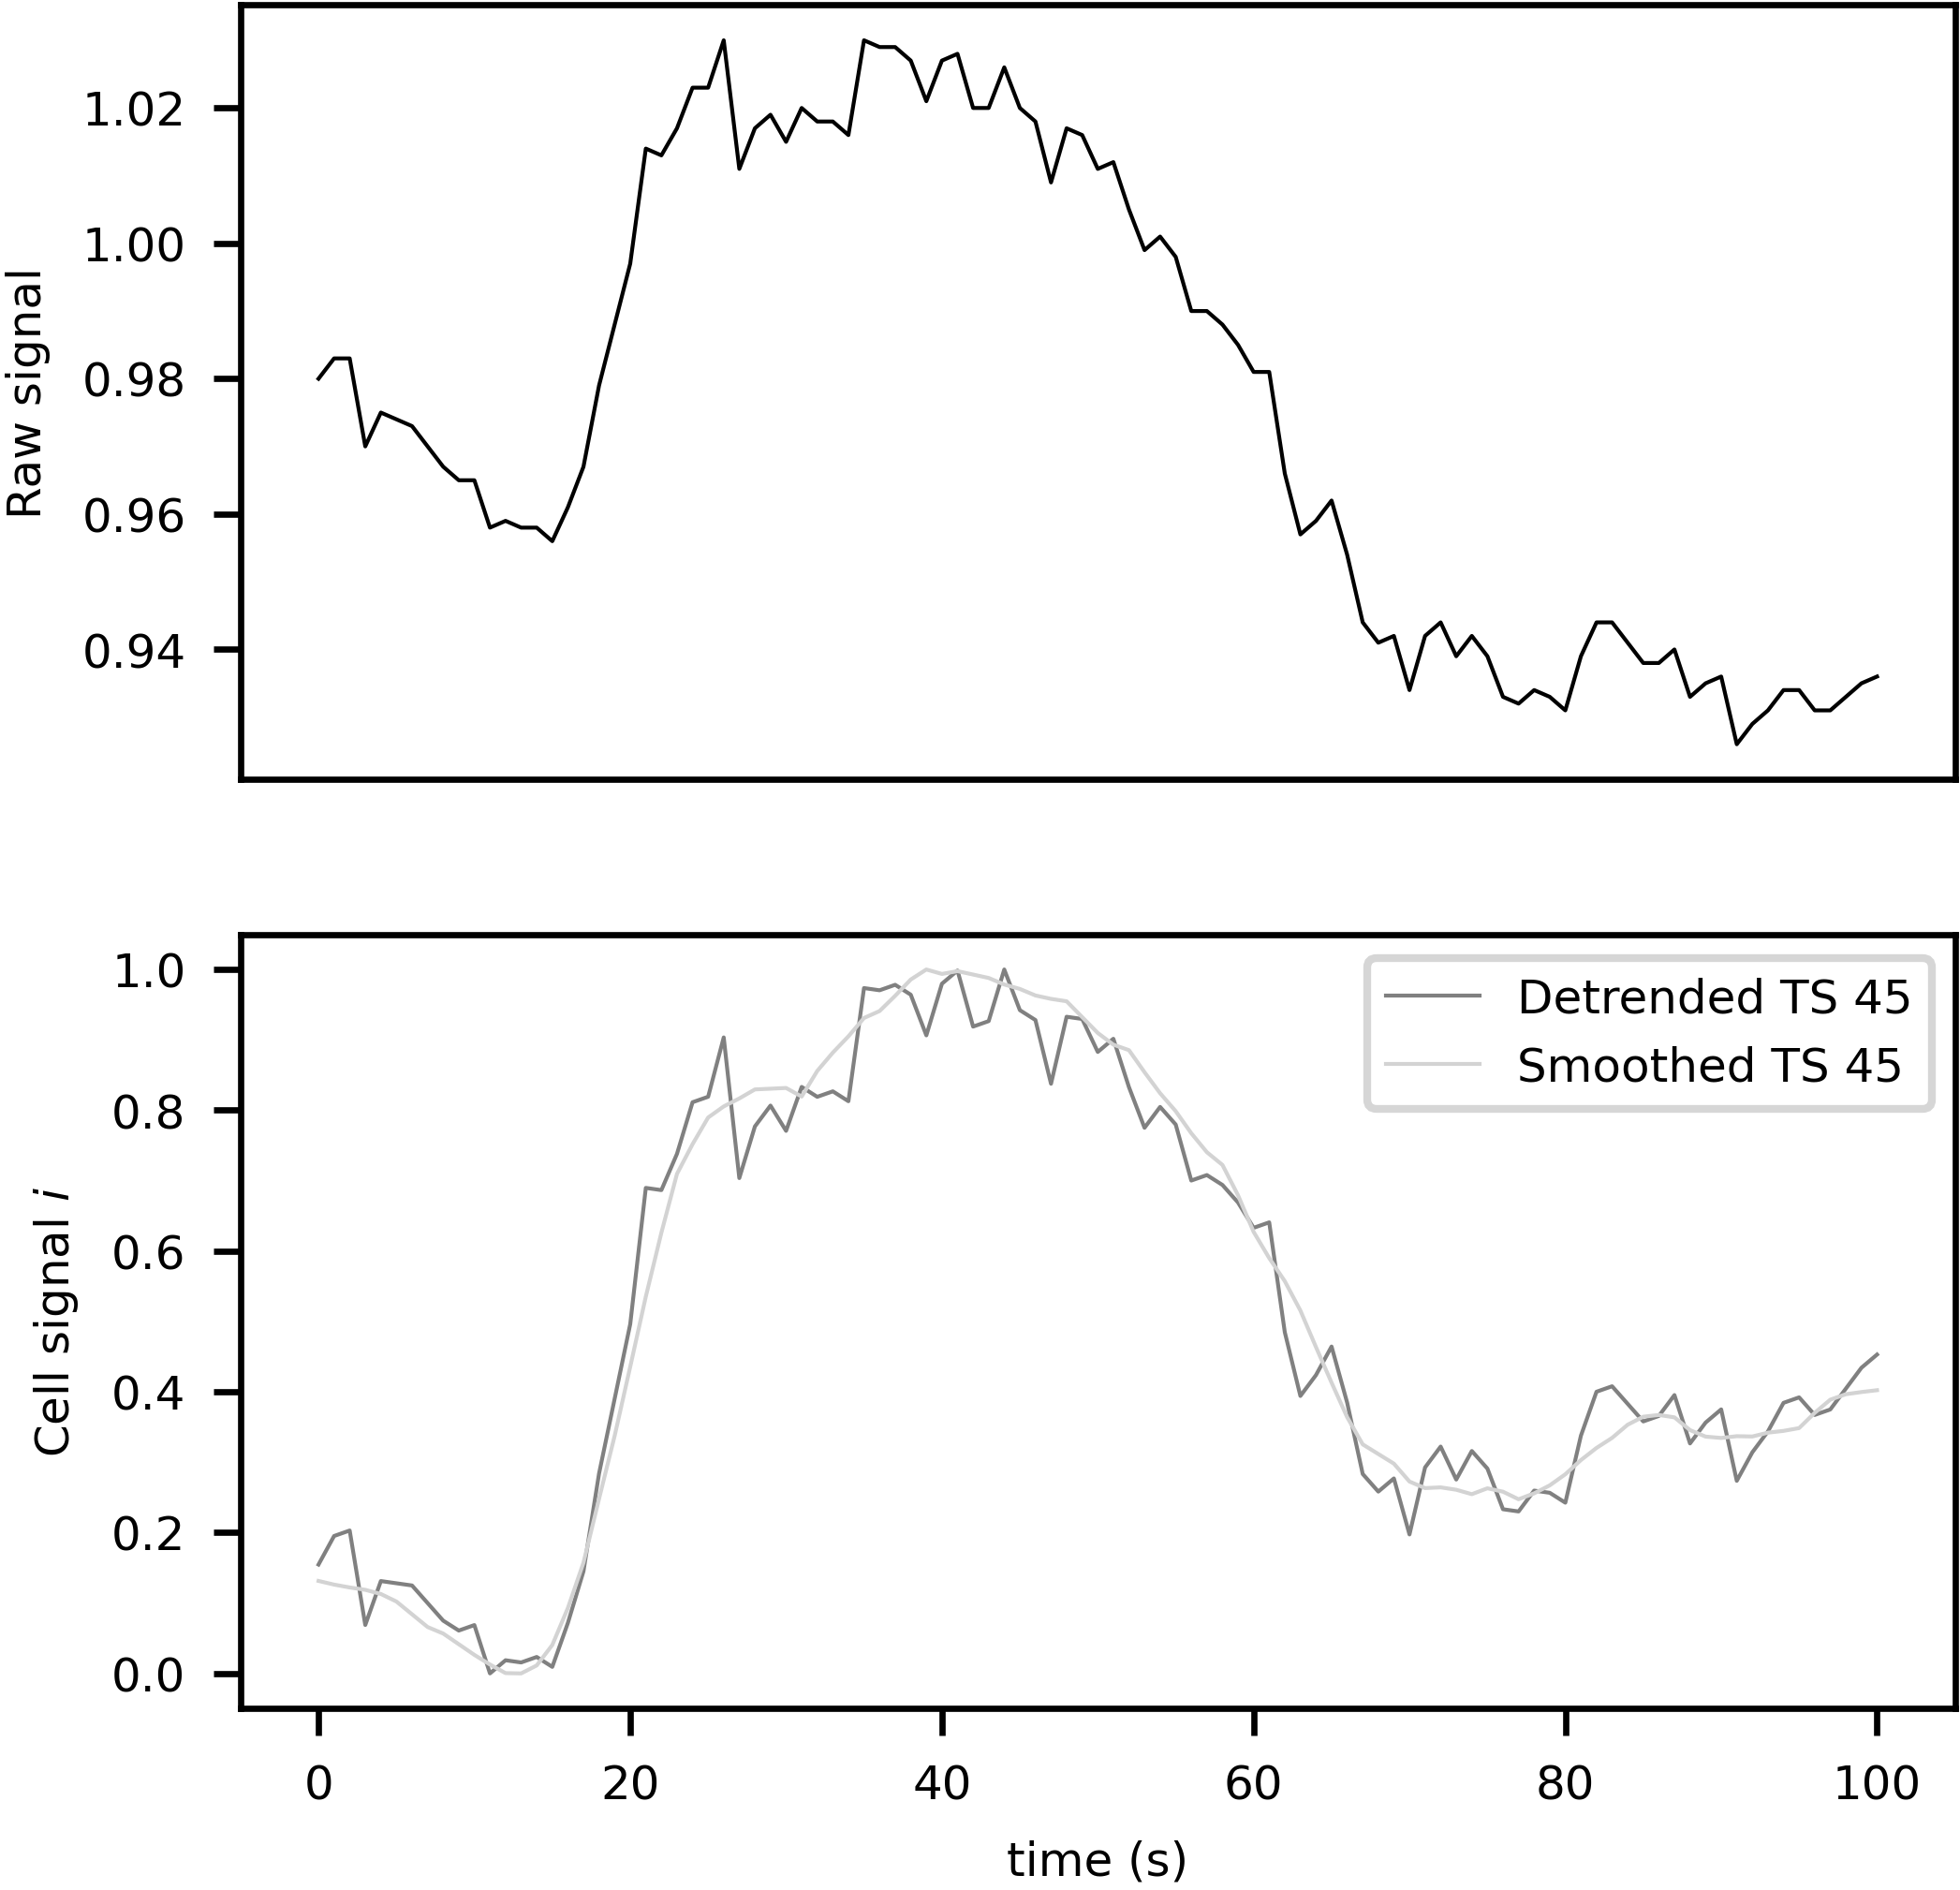 Raw signal
1.02
1.00
0.98
0.96
0.94
Cell signal i
1.0
0.8
0.6
0.4
0.2
0.0
Detrended TS 45
Smoothed TS 45
0 20 40 60 80 100
time (s)